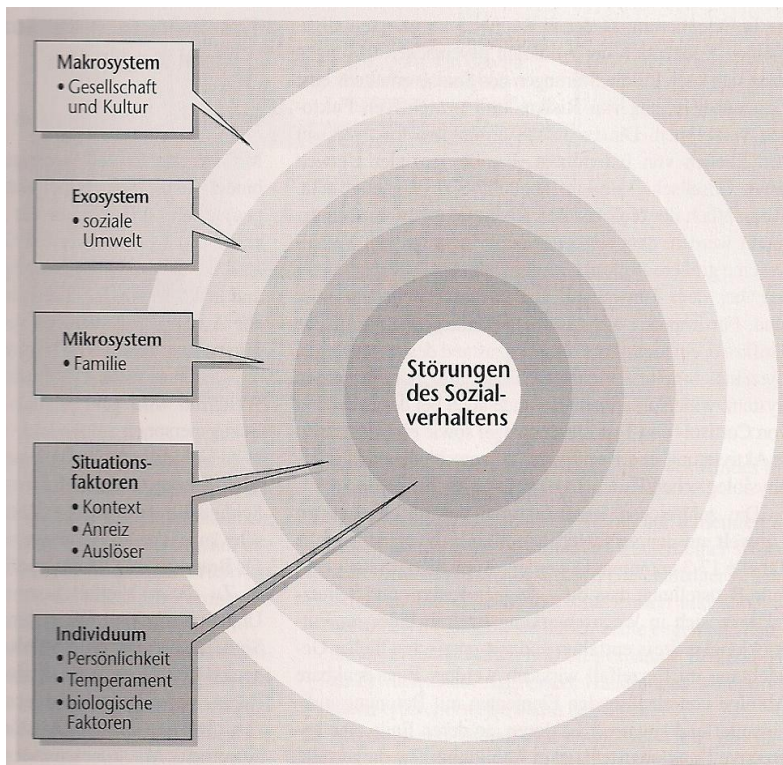 Makrosystem
• Gesellschaft
und Kultur
Exosystem
• soziale
Umwelt
Mikrosystem
• Familie
Störungen
des Sozial-
verhaltens
Situations-
faktoren
• Kontext
• Anreiz
• Auslöser
Individuum
• Persönlichkeit
• Temperament
• biologische
Faktoren